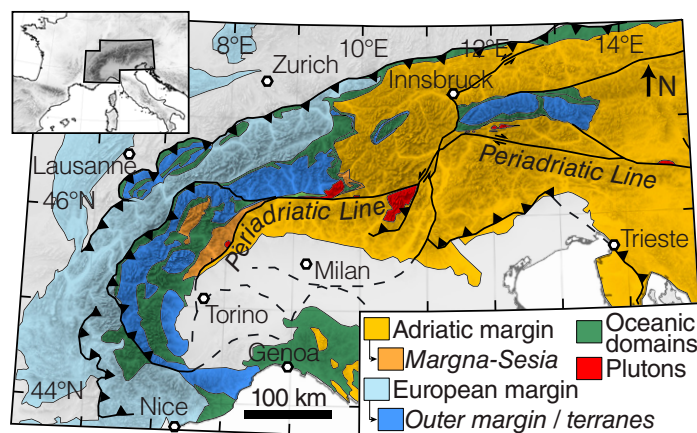 8°E
10°E
12°E
14°E
Zurich
Innsbruck
N
Lausanne
Periadriatic Line
46°N
Periadriatic Line
Trieste
Milan
Torino
Genoa
44°N
Nice
100 km
Adriatic margin
Margna-Sesia
European margin
Outer margin / terranes
Oceanic
domains
Plutons